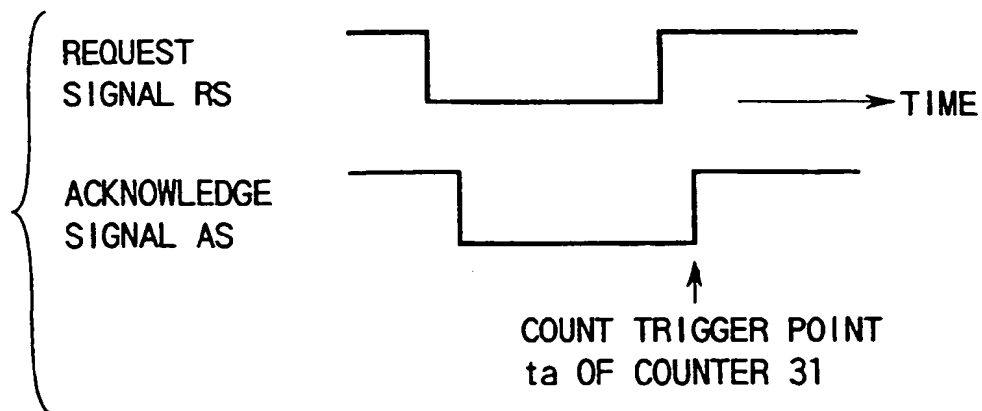 REQUEST
SIGNAL RS
TIME
ACKNOWLEDGE
SIGNAL AS
COUNT TRIGGER POINT
ta OF COUNTER 31